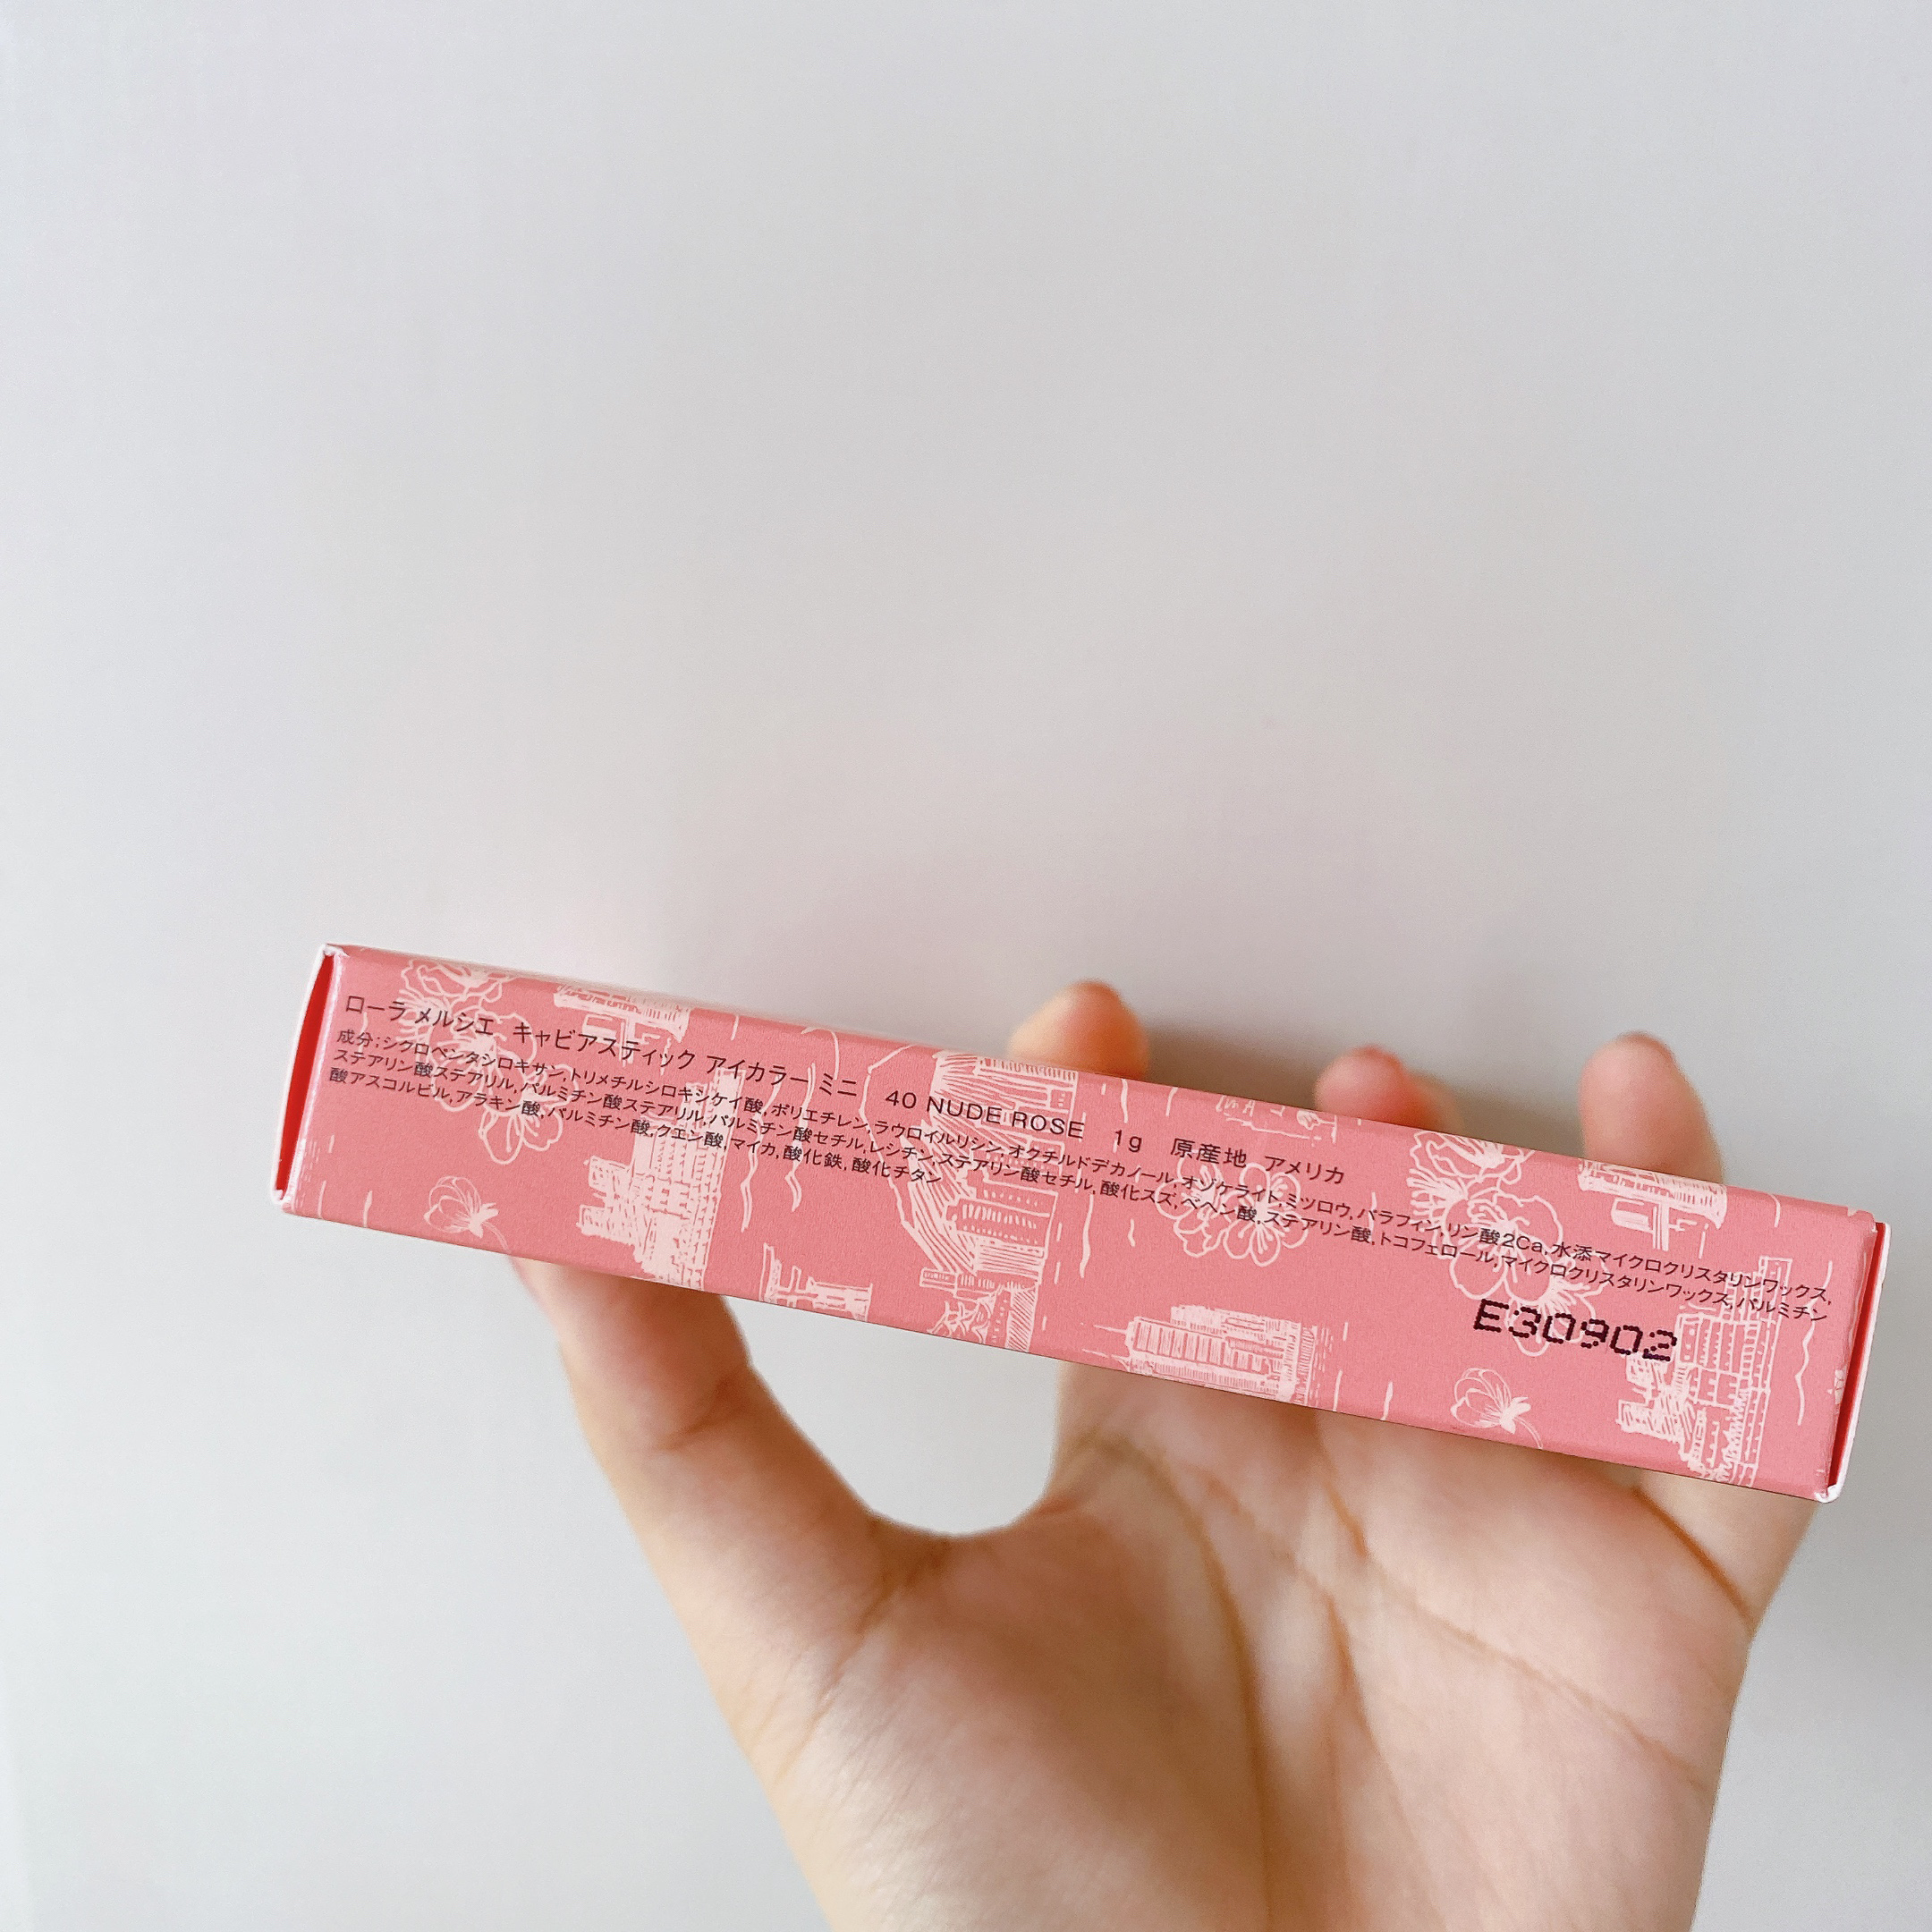 ローラ メルシエ キャビアスティック アイカラー ミニ 40 NUDE ROSE 1g 原産地 アメリカ
成分;シクロペンタシロキサン,トリメチルシロキシケイ酸,ポリエチレン,ラウロイルリシン,オクチルドデカノール,オゾケライト,ミツロウ,パラフィン,リン酸2Ca,水添マイクロクリスタリンワックス,
ステアリン酸ステアリル,パルミチン酸ステアリル,パルミチン酸セチル,レシチン,ステアリン酸セチル,酸化スズ,ベヘン酸,ステアリン酸,トコフェロール,マイクロクリスタリンワックス,パルミチン
酸アスコルビル,アラキン酸,パルミチン酸,クエン酸,マイカ,酸化鉄,酸化チタン
E30902